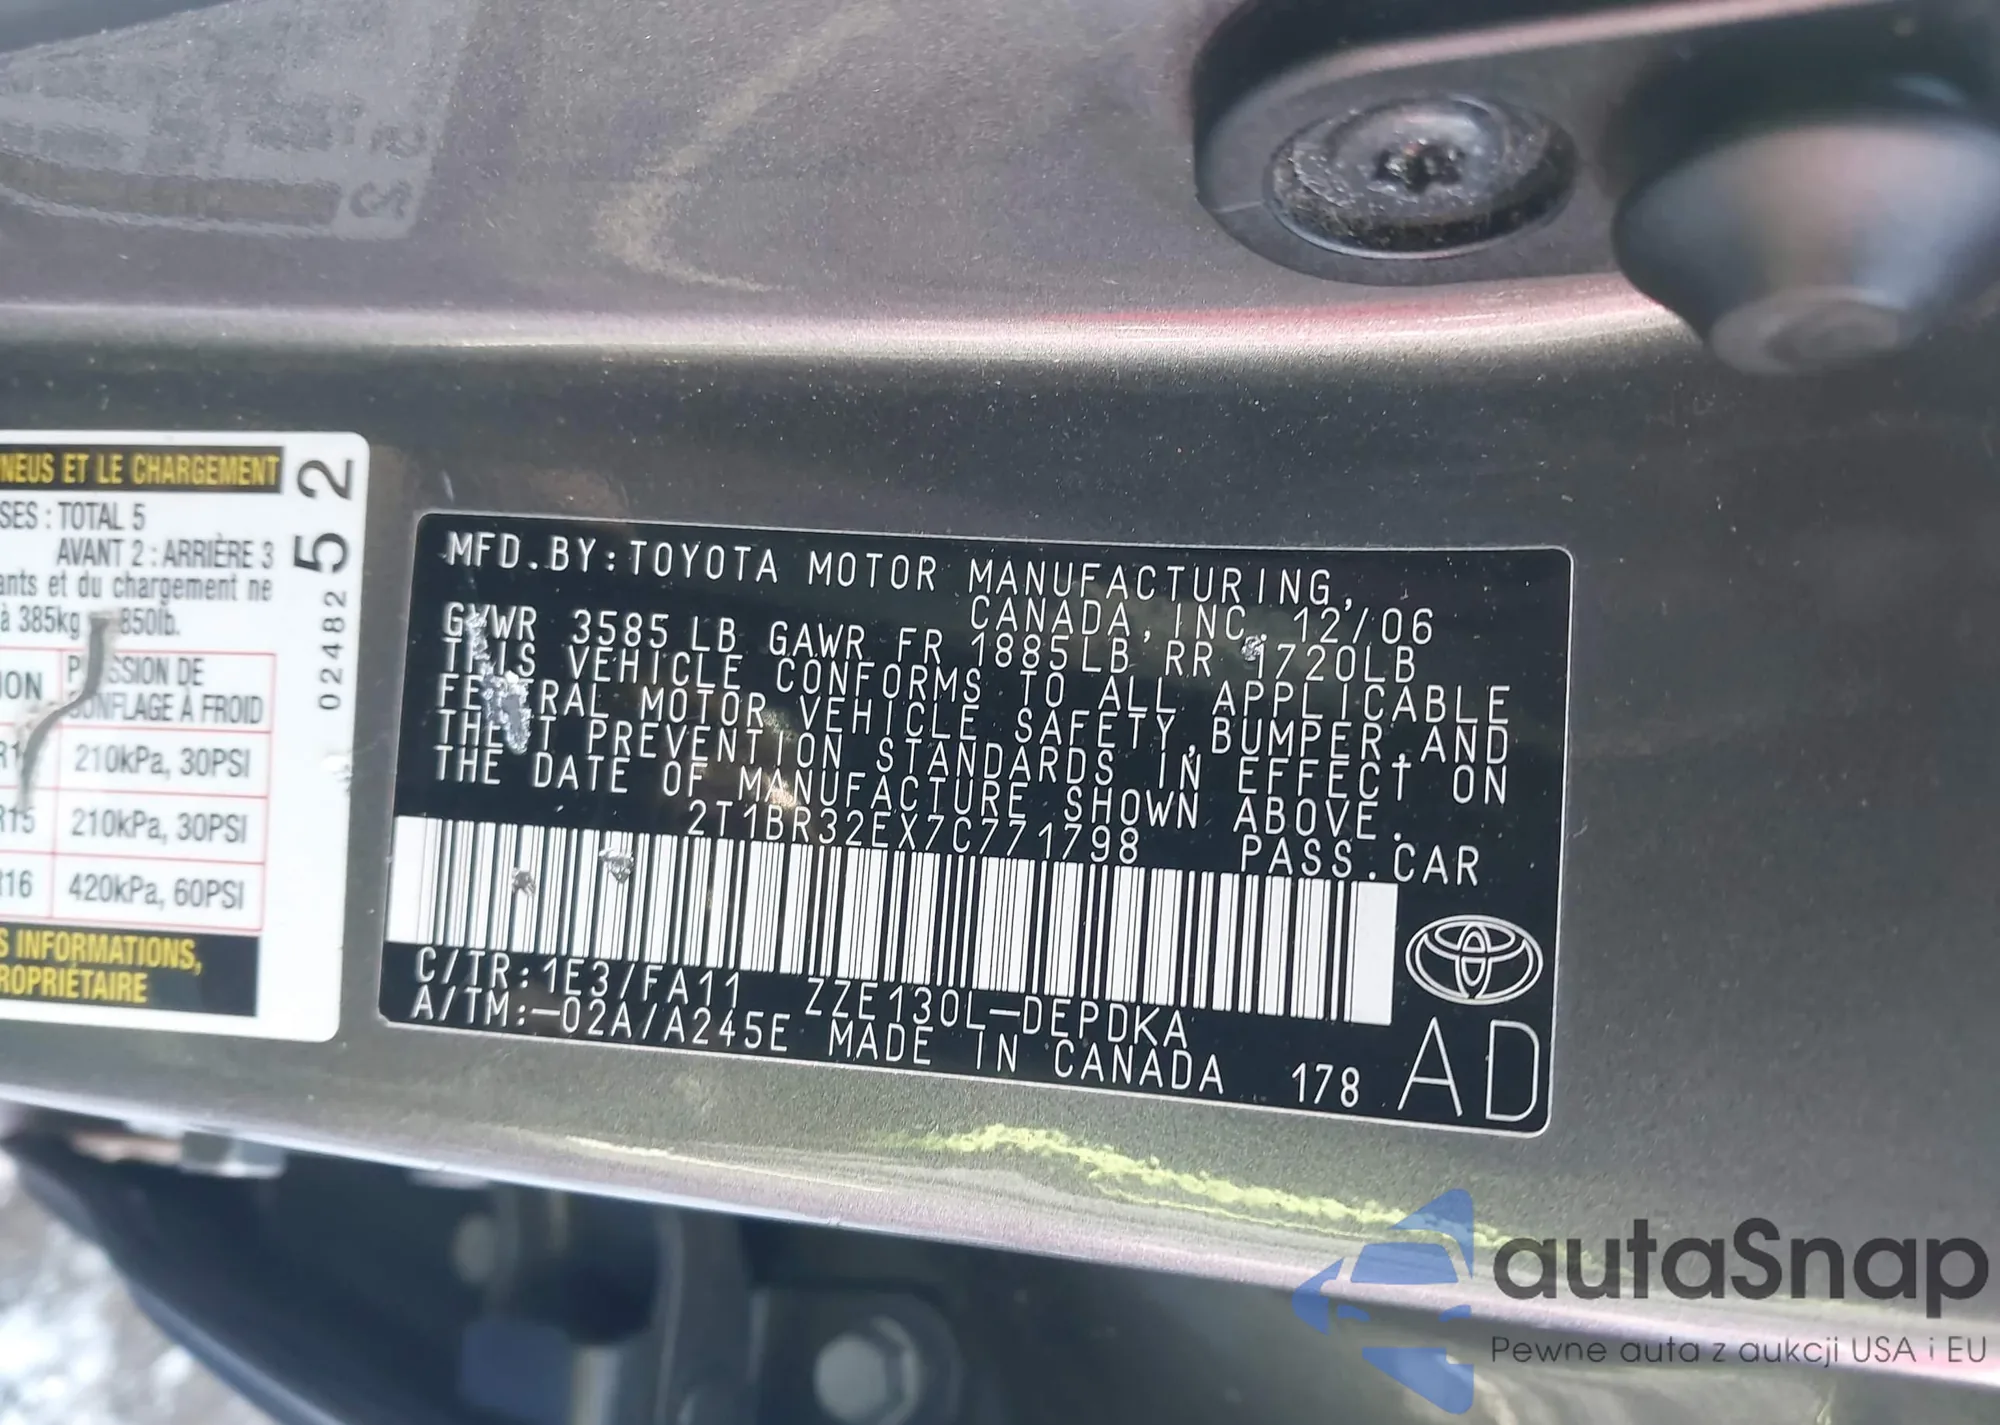 NEUS ET LE CHARGEMENT
SES : TOTAL 5
AVANT 2 : ARRIÈRE 3
ants et du chargement ne
à 385kg 850lb.
ION
SSION DE
ONFLAGE À FROID
210kPa, 30PSI
R15 210kPa, 30PSI
R16 420kPa, 60PSI
S INFORMATIONS,
ROPRIÉTAIRE
02482 52
MFD.BY:TOYOTA MOTOR MANUFACTURING,
CANADA, INC. 12/06
GVWR 3585LB GAWR FR 1885LB RR 1720LB
THIS VEHICLE CONFORMS TO ALL APPLICABLE
FEDERAL MOTOR VEHICLE SAFETY,BUMPER,AND
THEFT PREVENTION STANDARDS IN EFFECT ON
THE DATE OF MANUFACTURE SHOWN ABOVE.
2T1BR32EX7C771798 PASS.CAR
C/TR:1E3/FA11 ZZE130L-DEPDKA
A/TM:-02A/A245E MADE IN CANADA 178 AD
autaSnap
Pewne auta z aukcji USA i EU